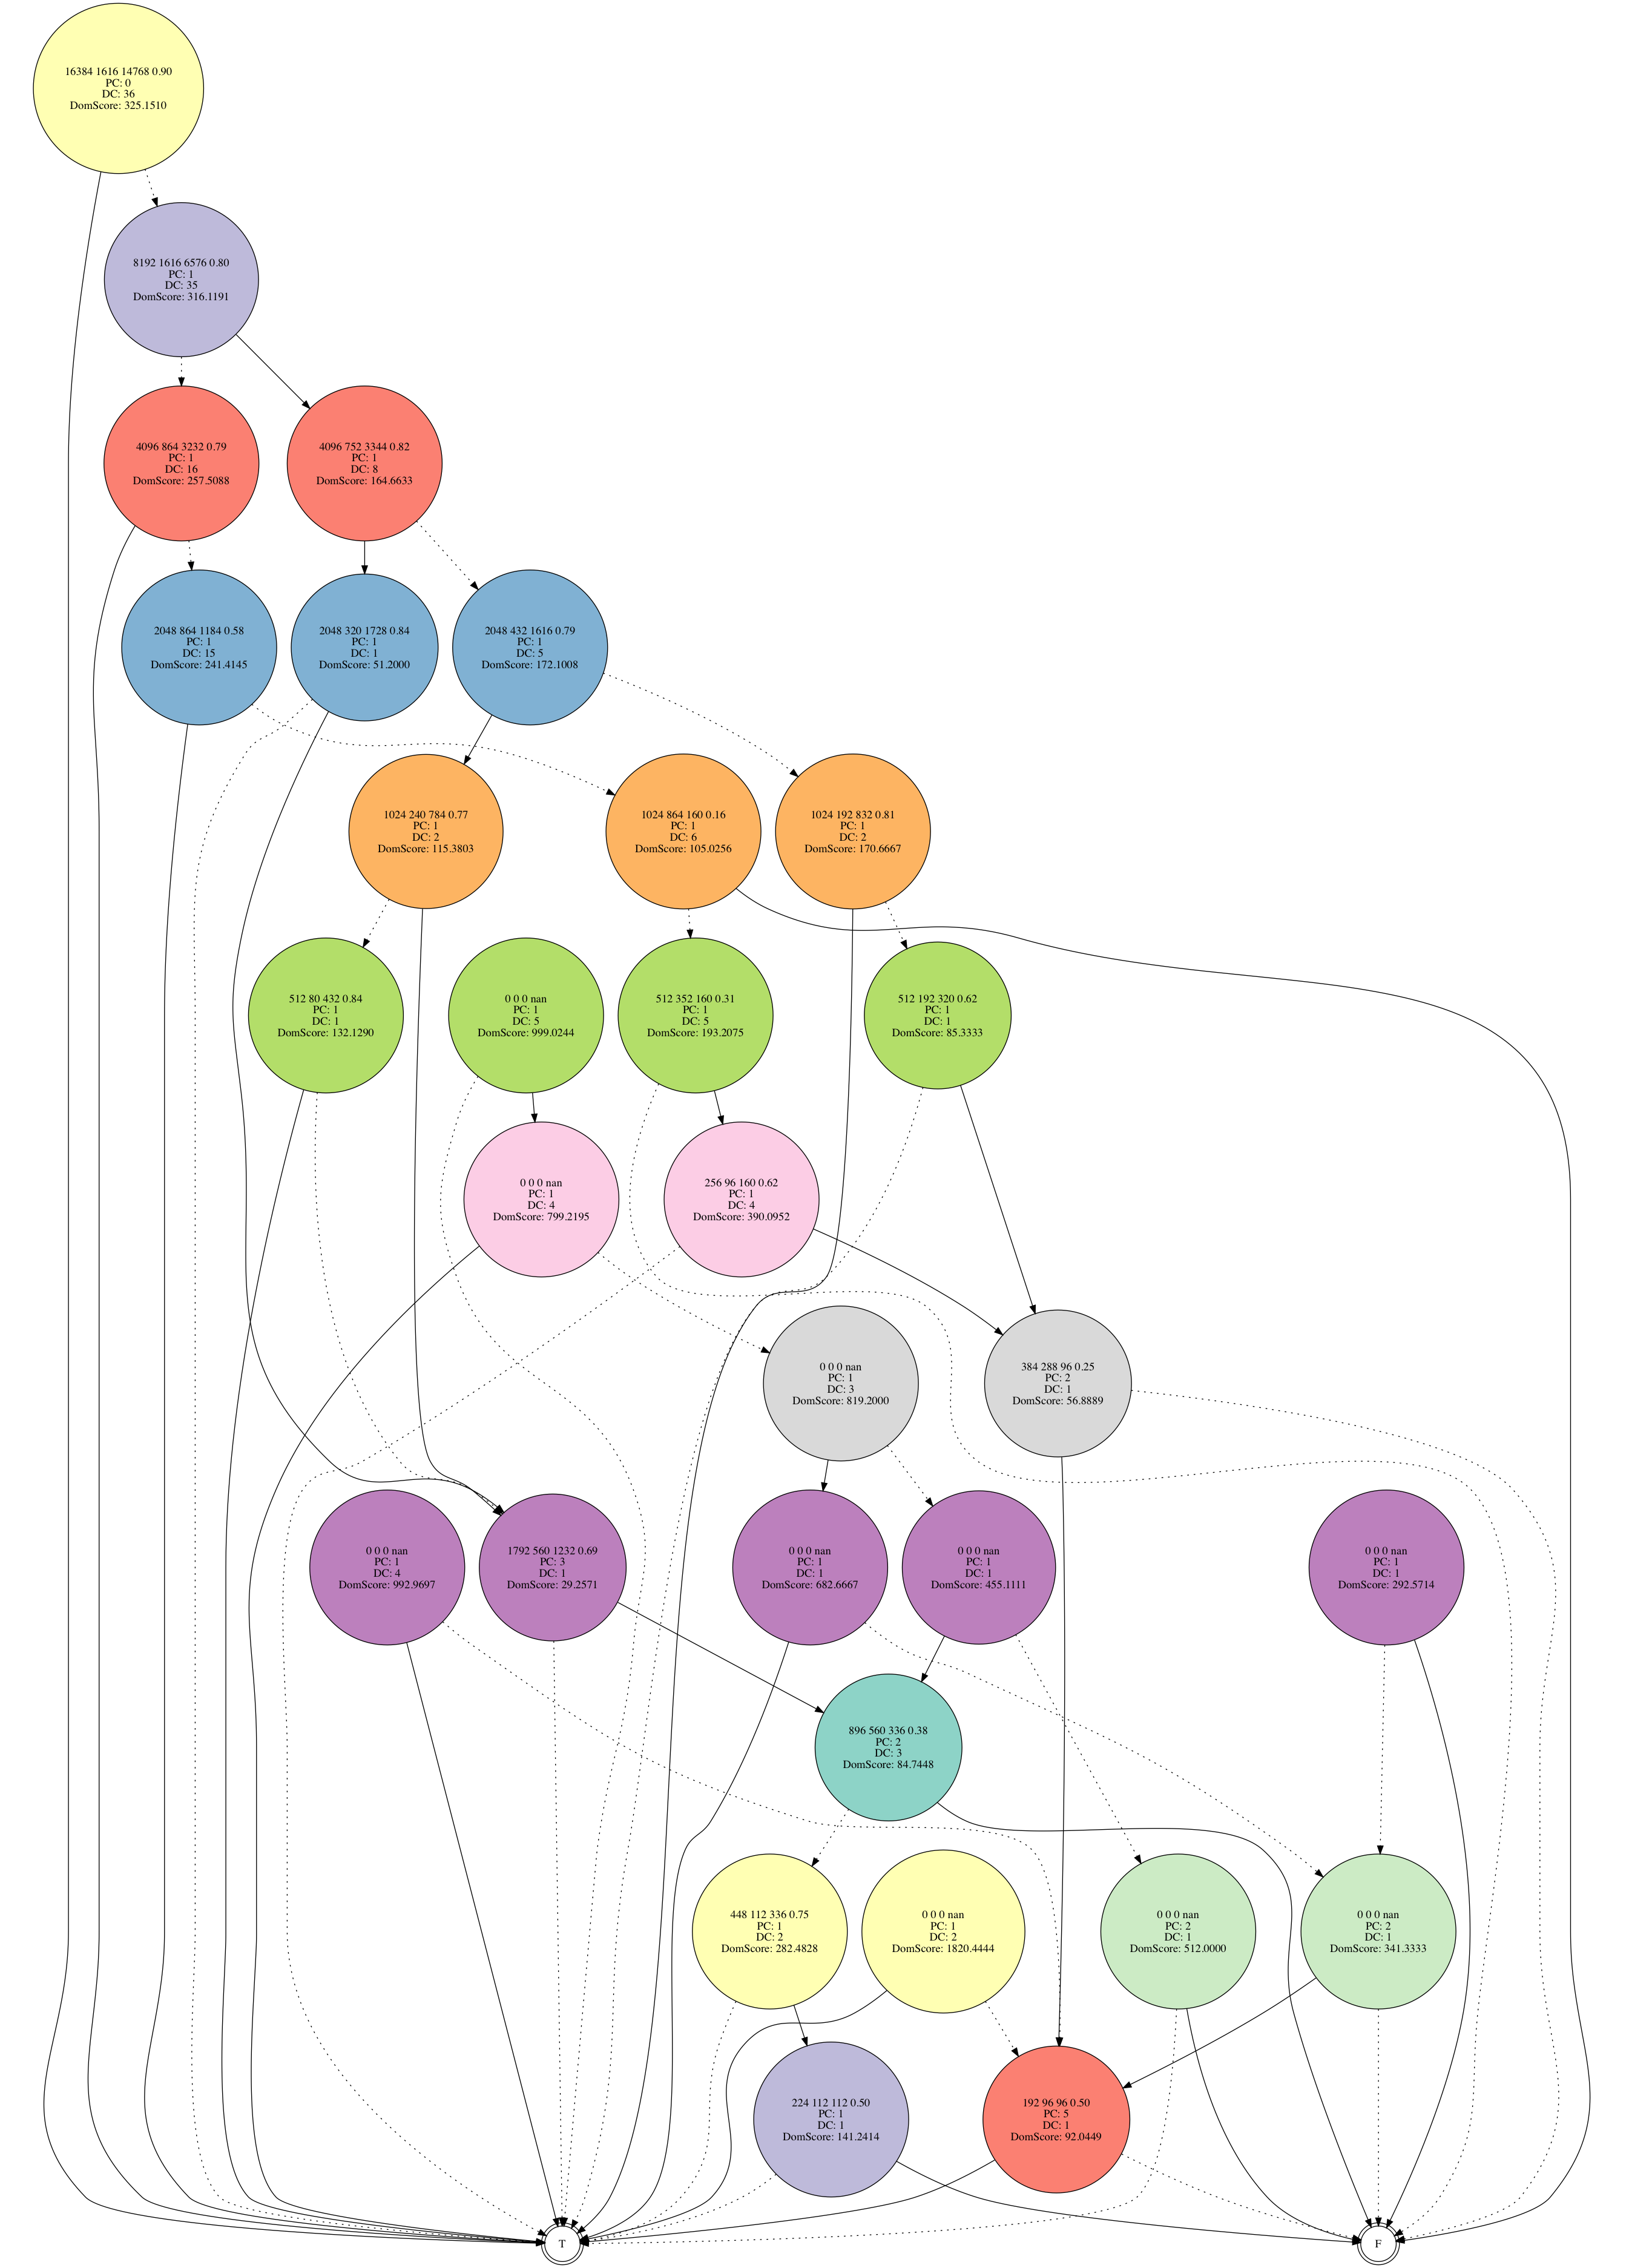 16384 1616 14768 0.90
PC: 0
DC: 36
DomScore: 325.1510
8192 1616 6576 0.80
PC: 1
DC: 35
DomScore: 316.1191
4096 864 3232 0.79
PC: 1
DC: 16
DomScore: 257.5088
4096 752 3344 0.82
PC: 1
DC: 8
DomScore: 164.6633
2048 864 1184 0.58
PC: 1
DC: 15
DomScore: 241.4145
2048 320 1728 0.84
PC: 1
DC: 1
DomScore: 51.2000
2048 432 1616 0.79
PC: 1
DC: 5
DomScore: 172.1008
1024 240 784 0.77
PC: 1
DC: 2
DomScore: 115.3803
1024 864 160 0.16
PC: 1
DC: 6
DomScore: 105.0256
1024 192 832 0.81
PC: 1
DC: 2
DomScore: 170.6667
512 80 432 0.84
PC: 1
DC: 1
DomScore: 132.1290
0 0 0 nan
PC: 1
DC: 5
DomScore: 999.0244
512 352 160 0.31
PC: 1
DC: 5
DomScore: 193.2075
512 192 320 0.62
PC: 1
DC: 1
DomScore: 85.3333
0 0 0 nan
PC: 1
DC: 4
DomScore: 799.2195
256 96 160 0.62
PC: 1
DC: 4
DomScore: 390.0952
0 0 0 nan
PC: 1
DC: 3
DomScore: 819.2000
384 288 96 0.25
PC: 2
DC: 1
DomScore: 56.8889
0 0 0 nan
PC: 1
DC: 4
DomScore: 992.9697
1792 560 1232 0.69
PC: 3
DC: 1
DomScore: 29.2571
0 0 0 nan
PC: 1
DC: 1
DomScore: 682.6667
0 0 0 nan
PC: 1
DC: 1
DomScore: 455.1111
0 0 0 nan
PC: 1
DC: 1
DomScore: 292.5714
896 560 336 0.38
PC: 2
DC: 3
DomScore: 84.7448
448 112 336 0.75
PC: 1
DC: 2
DomScore: 282.4828
0 0 0 nan
PC: 1
DC: 2
DomScore: 1820.4444
0 0 0 nan
PC: 2
DC: 1
DomScore: 512.0000
0 0 0 nan
PC: 2
DC: 1
DomScore: 341.3333
224 112 112 0.50
PC: 1
DC: 1
DomScore: 141.2414
192 96 96 0.50
PC: 5
DC: 1
DomScore: 92.0449
T
F